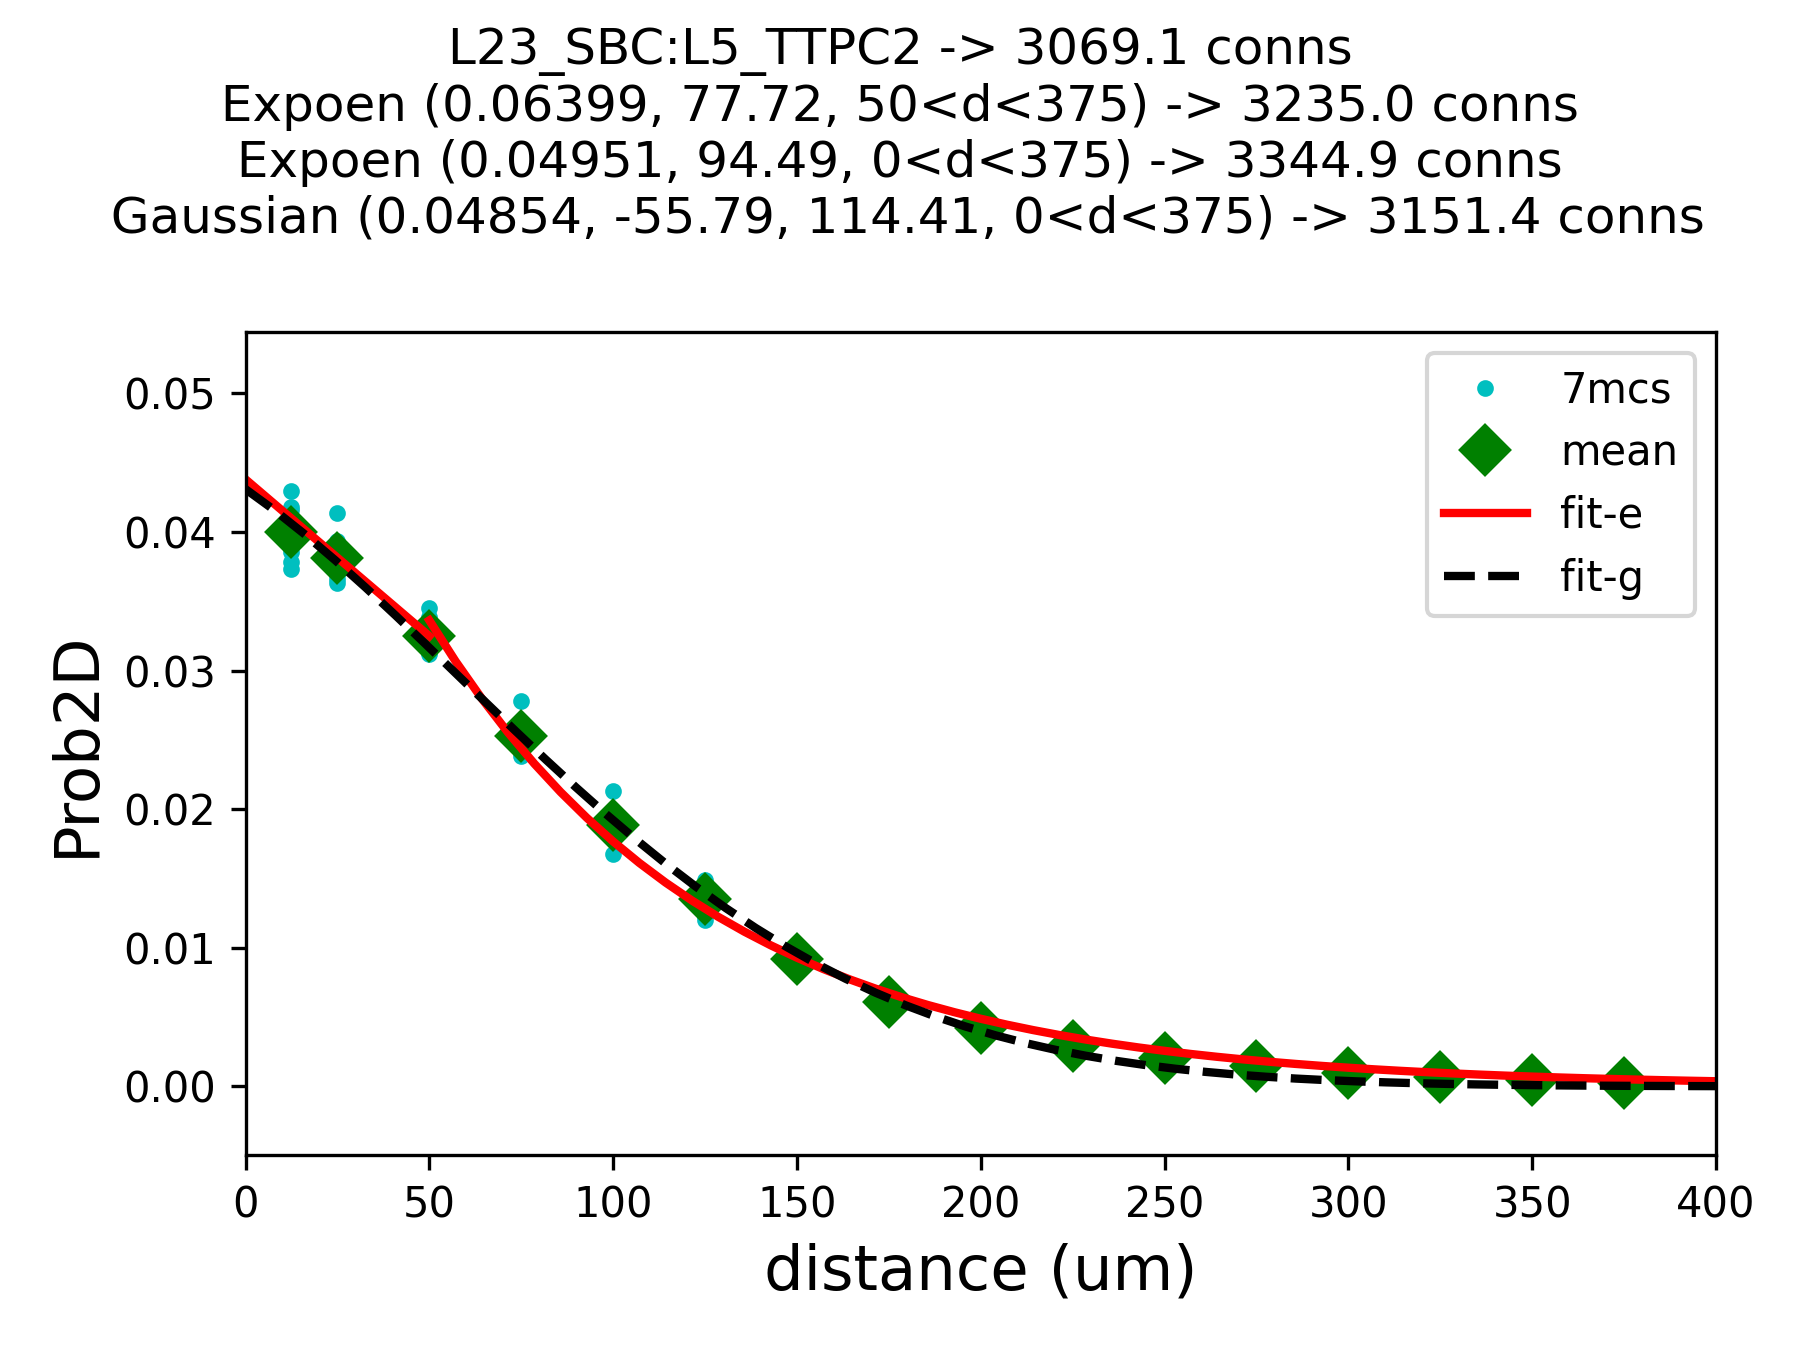 L23_SBC:L5_TTPC2 -> 3069.1 conns
Expoen (0.06399, 77.72, 50<d<375) -> 3235.0 conns
Expoen (0.04951, 94.49, 0<d<375) -> 3344.9 conns
Gaussian (0.04854, -55.79, 114.41, 0<d<375) -> 3151.4 conns
7mcs
mean
fit-e
fit-g
Prob2D
0.05
0.04
0.03
0.02
0.01
0.00
0 50 100 150 200 250 300 350 400
distance (um)